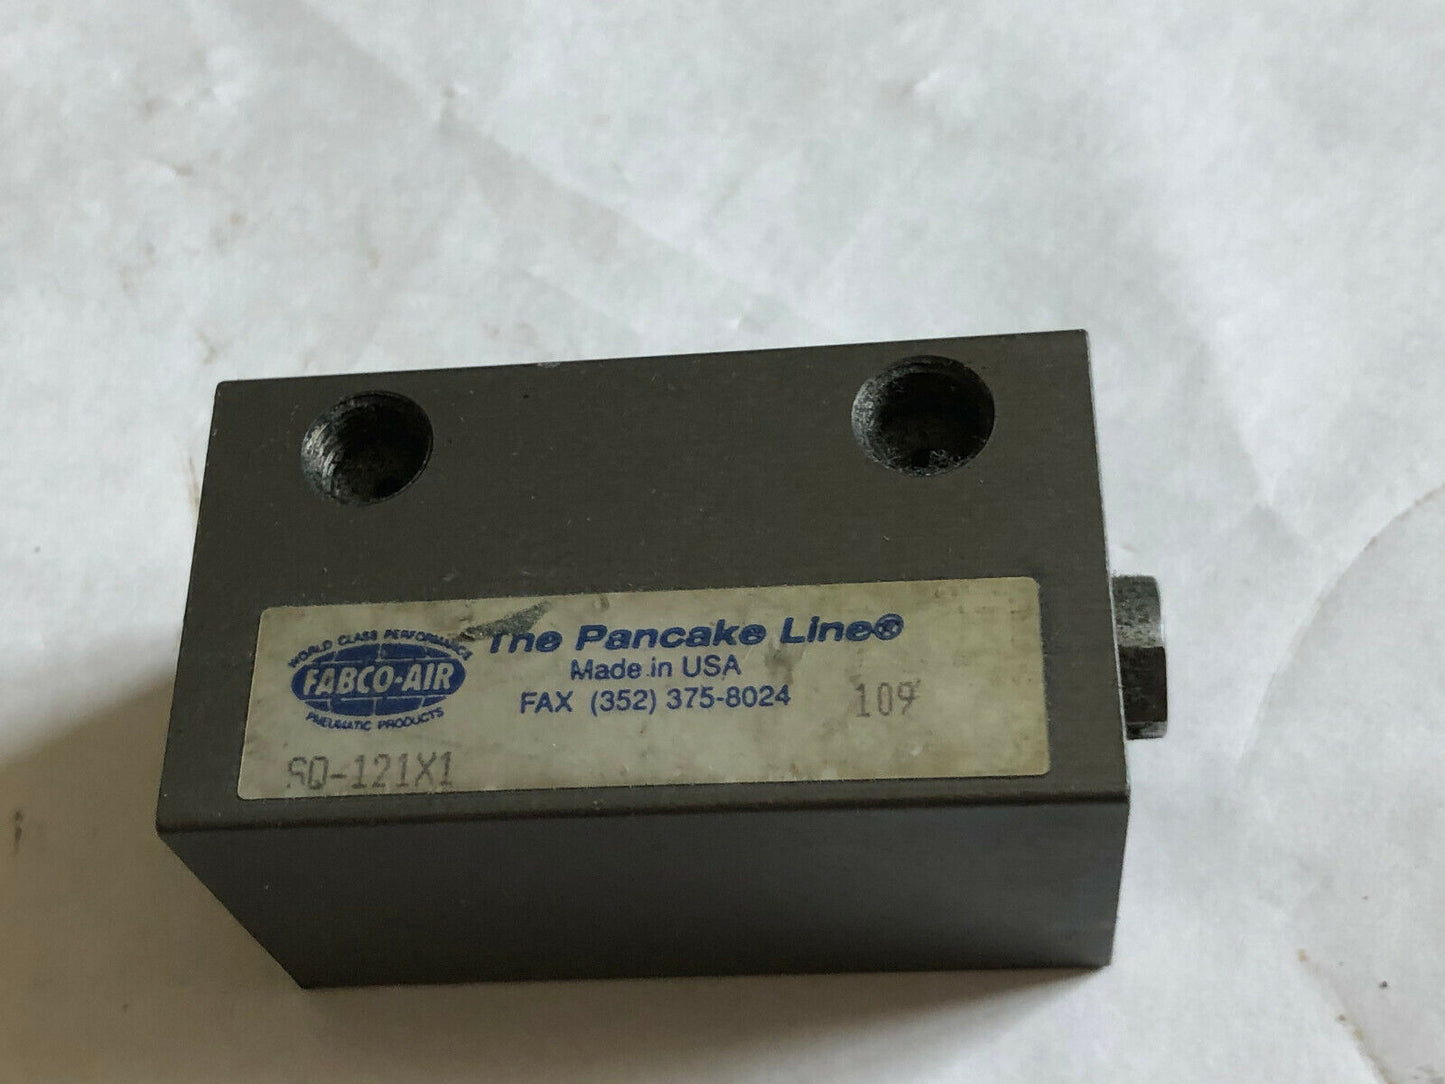 WORLD CLASS PERFORMANCE
FABCO-AIR
PNEUMATIC PRODUCTS
The Pancake Line®
Made in USA
FAX (352) 375-8024
109
SQ-121X1